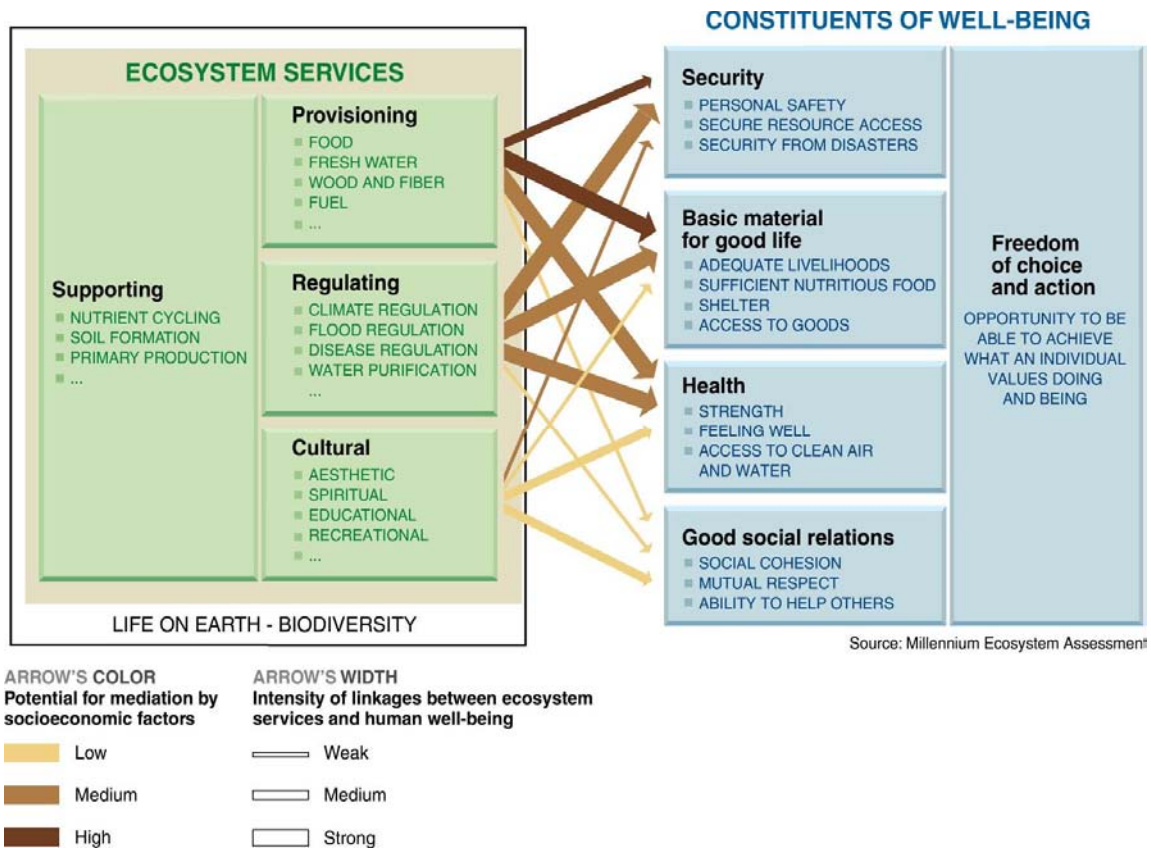 CONSTITUENTS OF WELL-BEING
ECOSYSTEM SERVICES
Supporting
NUTRIENT CYCLING
SOIL FORMATION
PRIMARY PRODUCTION
...
Provisioning
FOOD
FRESH WATER
WOOD AND FIBER
FUEL
...
Regulating
CLIMATE REGULATION
FLOOD REGULATION
DISEASE REGULATION
WATER PURIFICATION
...
Cultural
AESTHETIC
SPIRITUAL
EDUCATIONAL
RECREATIONAL
...
LIFE ON EARTH - BIODIVERSITY
Security
PERSONAL SAFETY
SECURE RESOURCE ACCESS
SECURITY FROM DISASTERS
Basic material
for good life
ADEQUATE LIVELIHOODS
SUFFICIENT NUTRITIOUS FOOD
SHELTER
ACCESS TO GOODS
Health
STRENGTH
FEELING WELL
ACCESS TO CLEAN AIR
AND WATER
Good social relations
SOCIAL COHESION
MUTUAL RESPECT
ABILITY TO HELP OTHERS
Freedom
of choice
and action
OPPORTUNITY TO BE
ABLE TO ACHIEVE
WHAT AN INDIVIDUAL
VALUES DOING
AND BEING
Source: Millennium Ecosystem Assessment
ARROW'S COLOR
Potential for mediation by
socioeconomic factors
Low
Medium
High
ARROW'S WIDTH
Intensity of linkages between ecosystem
services and human well-being
Weak
Medium
Strong